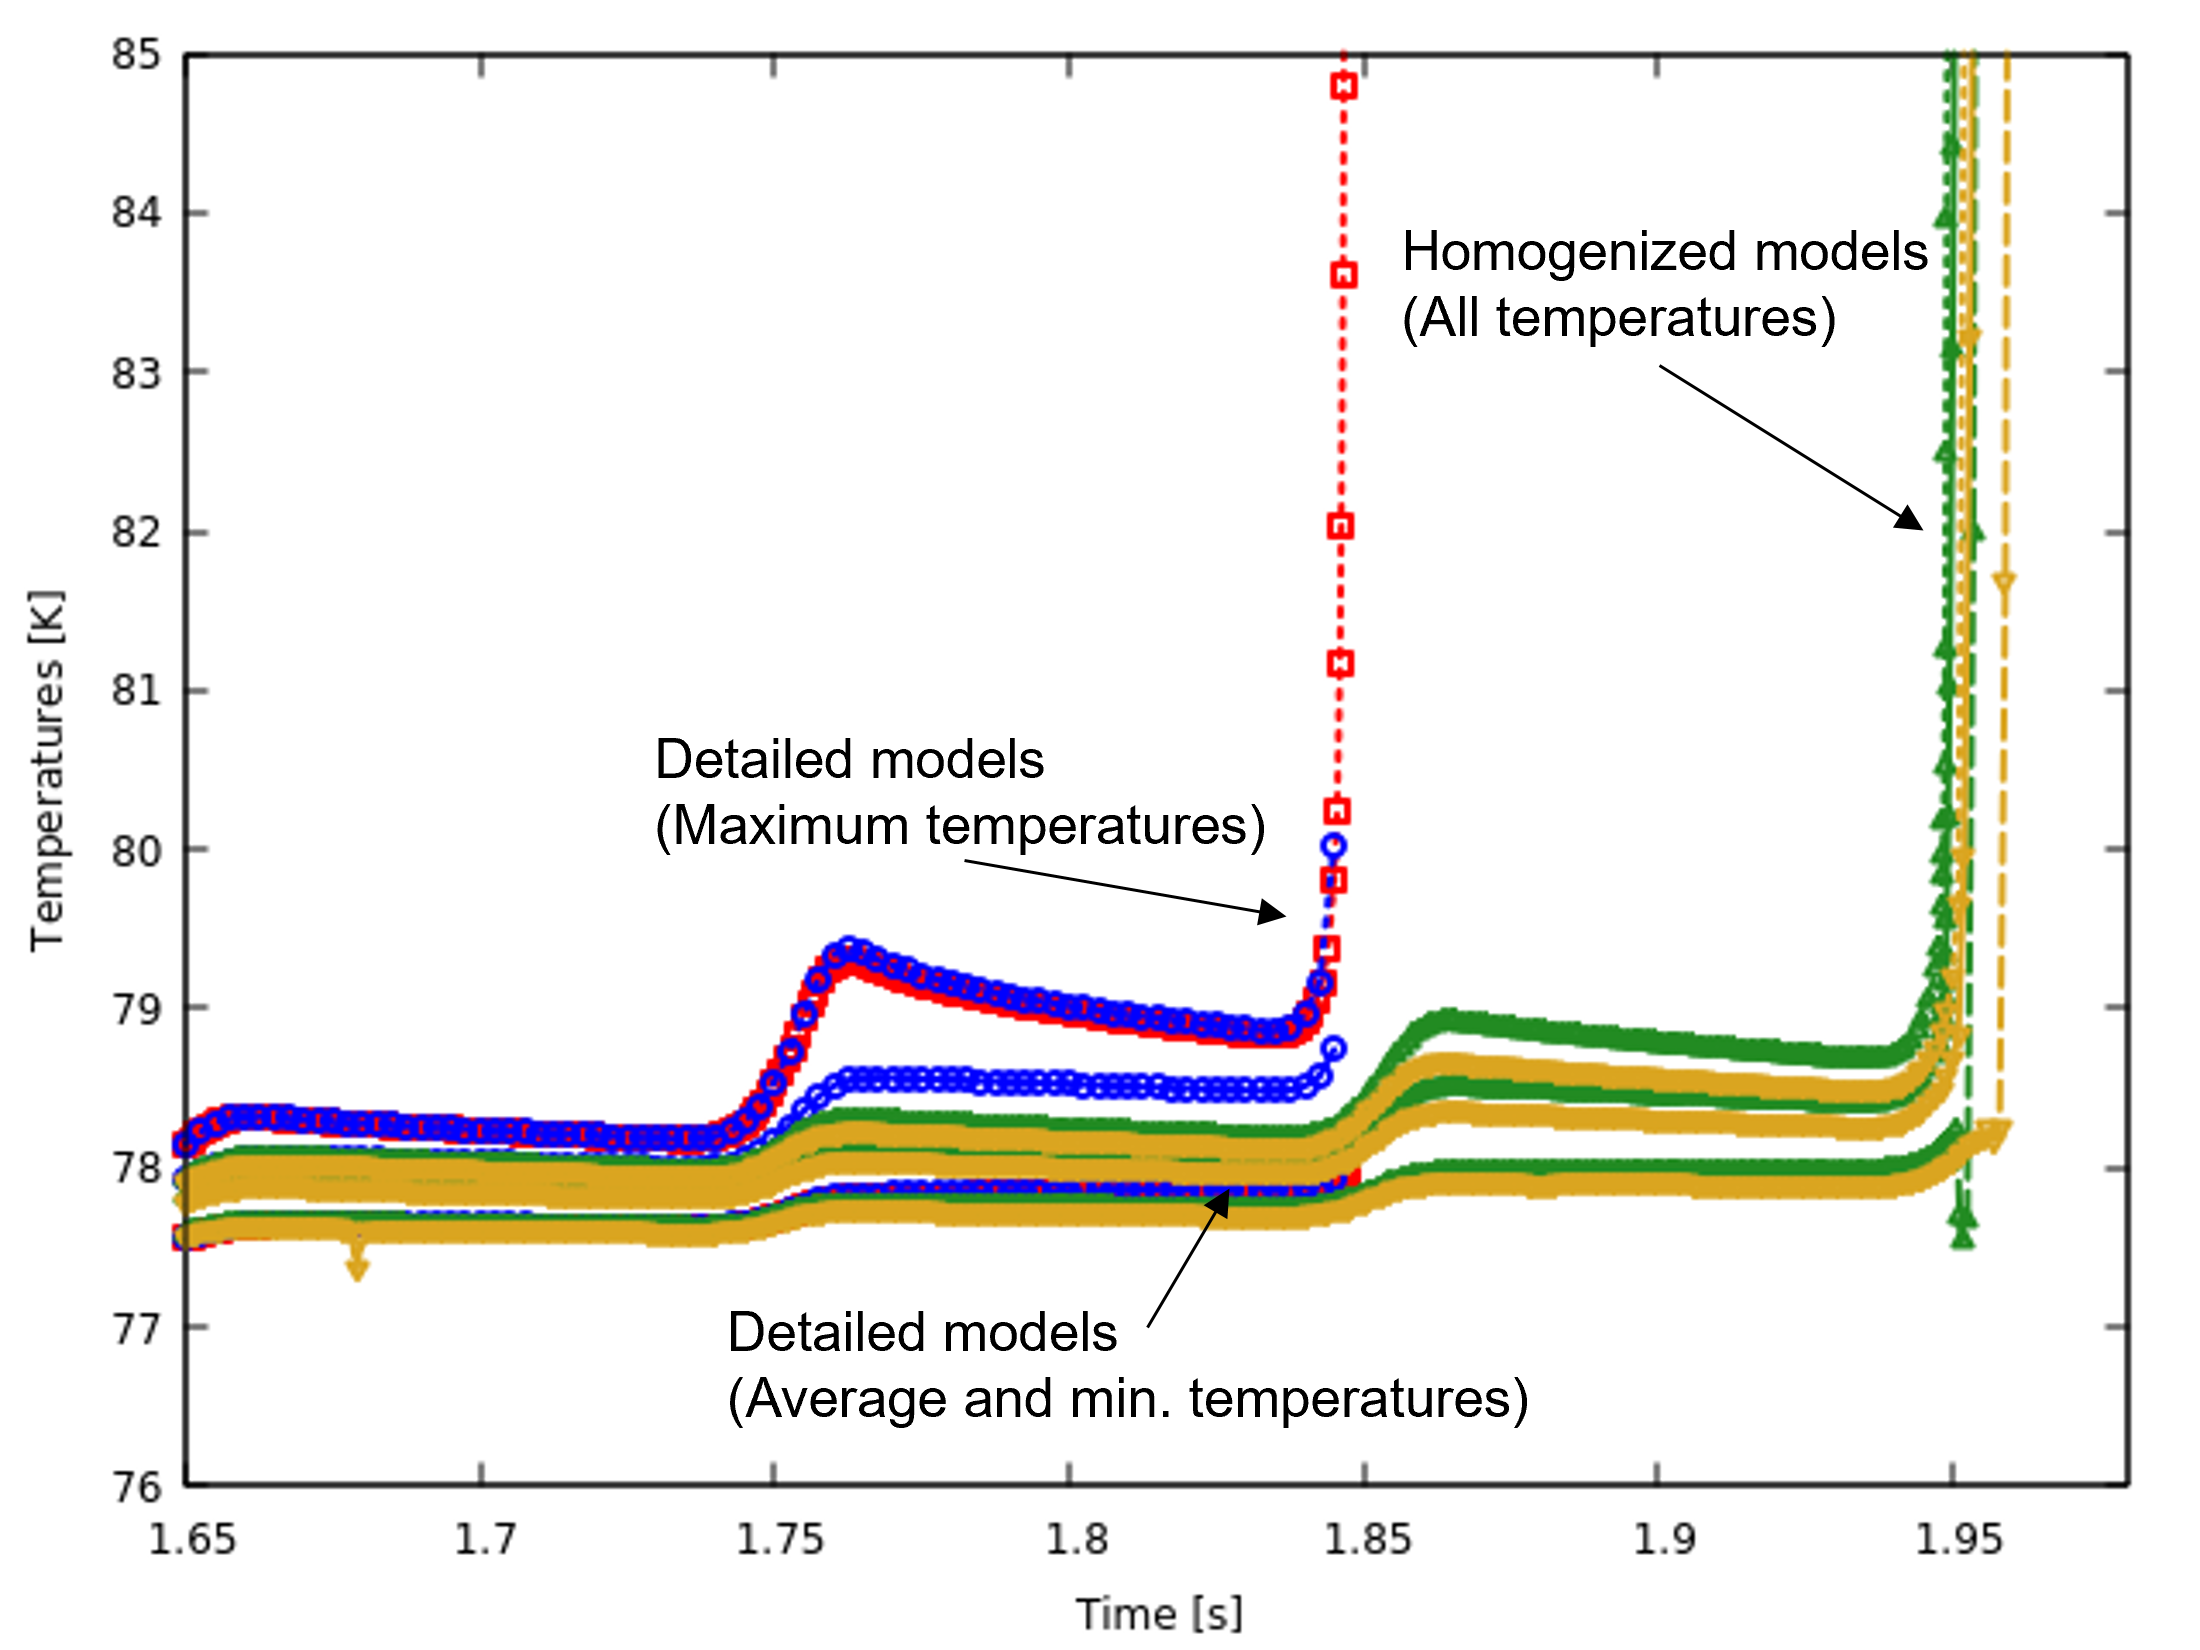 85
84
83
82
81
80
79
78
77
76
Temperatures [K]
Homogenized models
(All temperatures)
Detailed models
(Maximum temperatures)
Detailed models
(Average and min. temperatures)
1.65 1.7 1.75 1.8 1.85 1.9 1.95
Time [s]